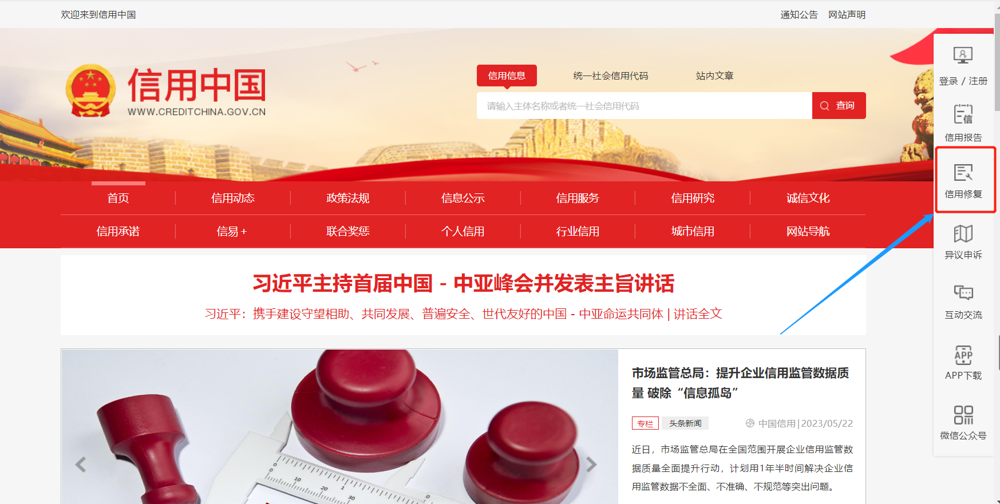 欢迎来到信用中国
通知公告 网站声明
信用中国
WWW.CREDITCHINA.GOV.CN
信用信息 统一社会信用代码 站内文章
请输入主体名称或者统一社会信用代码 查询
首页 信用动态 政策法规 信息公示 信用服务 信用研究 诚信文化
信用承诺 信易+ 联合奖惩 个人信用 行业信用 城市信用 网站导航
登录 / 注册
信
信用报告
信用修复
异议申诉
互动交流
APP
APP下载
微信公众号
习近平主持首届中国－中亚峰会并发表主旨讲话
习近平：携手建设守望相助、共同发展、普遍安全、世代友好的中国－中亚命运共同体 | 讲话全文
0
0
10
20
1
30
0
市场监管总局：提升企业信用监管数据质
量 破除“信息孤岛”
专栏 头条新闻 中国信用|2023/05/22
近日，市场监管总局在全国范围开展企业信用监管数
据质量全面提升行动，计划用1年半时间解决企业信
用监管数据不全面、不准确、不规范等突出问题。